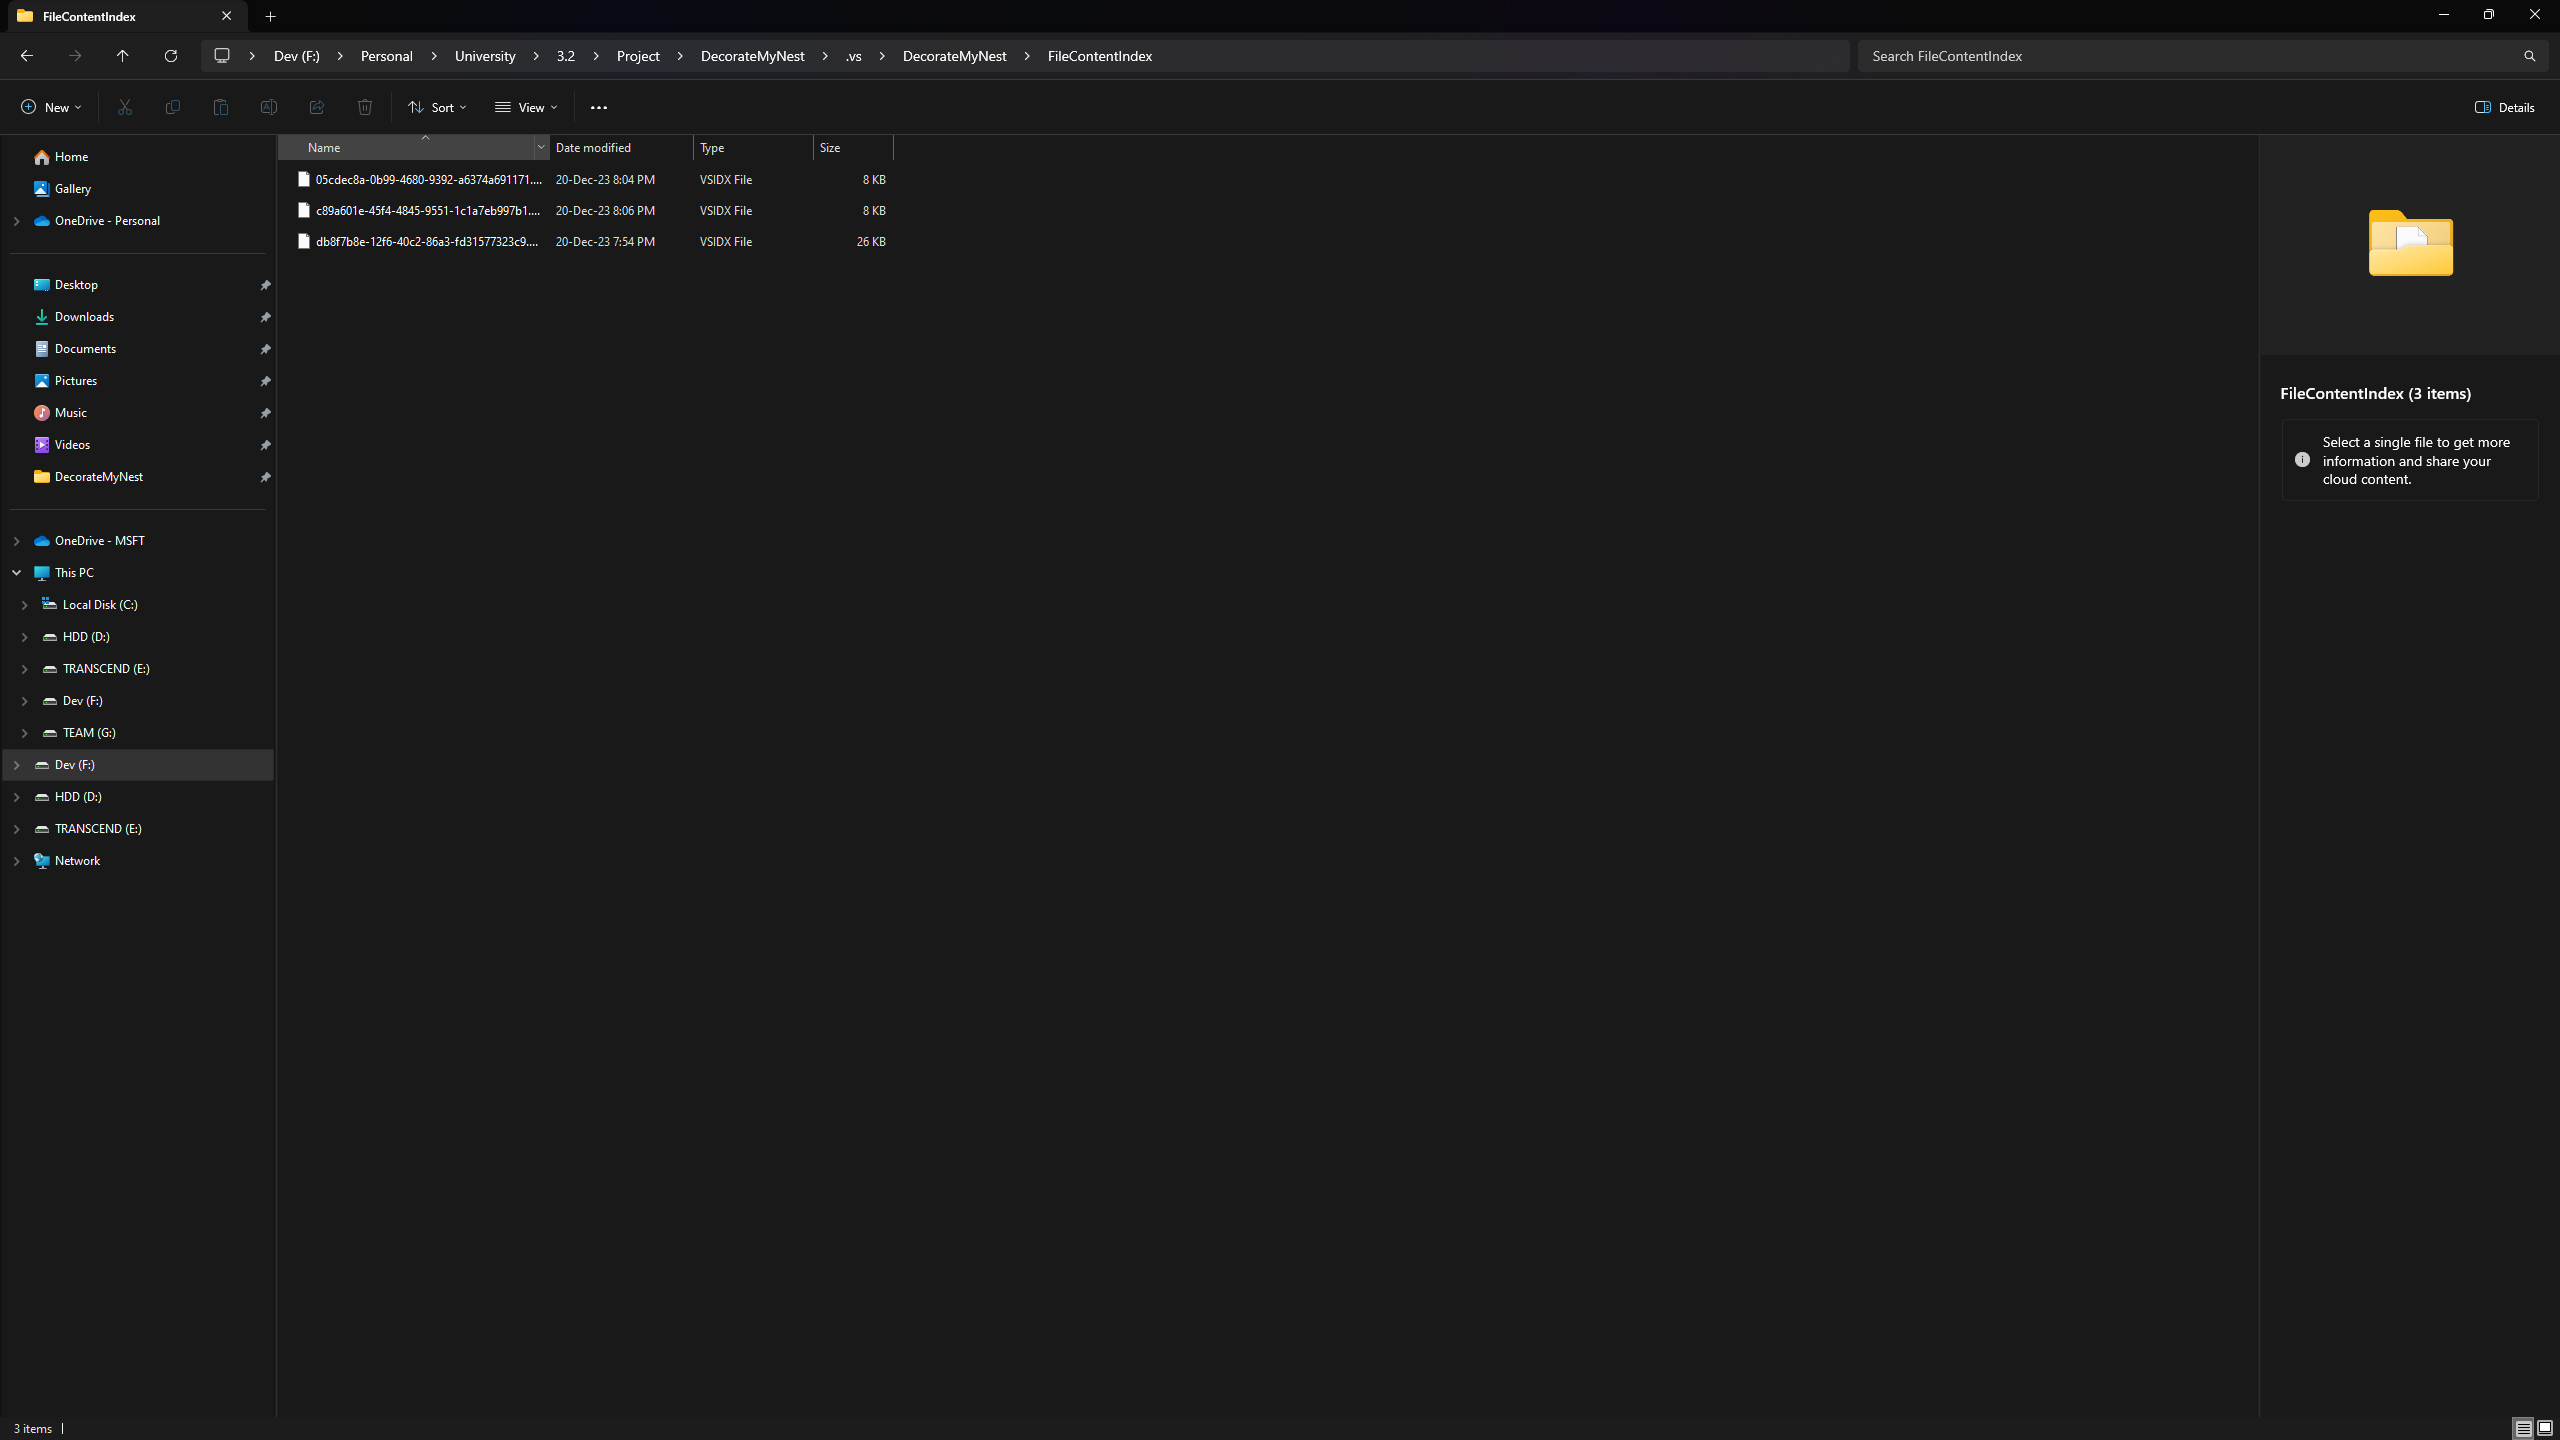 FileContentIndex
Dev (F:) Personal University 3.2 Project DecorateMyNest .vs DecorateMyNest FileContentIndex
Search FileContentIndex
New Sort View Details
Home
Gallery
OneDrive - Personal
Desktop
Downloads
Documents
Pictures
Music
Videos
DecorateMyNest
OneDrive - MSFT
This PC
Local Disk (C:)
HDD (D:)
TRANSCEND (E:)
Dev (F:)
TEAM (G:)
Dev (F:)
HDD (D:)
TRANSCEND (E:)
Network
Name Date modified Type Size
05cdec8a-0b99-4680-9392-a6374a691171.... 20-Dec-23 8:04 PM VSIDX File 8 KB
c89a601e-45f4-4845-9551-1c1a7eb997b1.... 20-Dec-23 8:06 PM VSIDX File 8 KB
db8f7b8e-12f6-40c2-86a3-fd31577323c9.... 20-Dec-23 7:54 PM VSIDX File 26 KB
FileContentIndex (3 items)
Select a single file to get more
information and share your
cloud content.
3 items